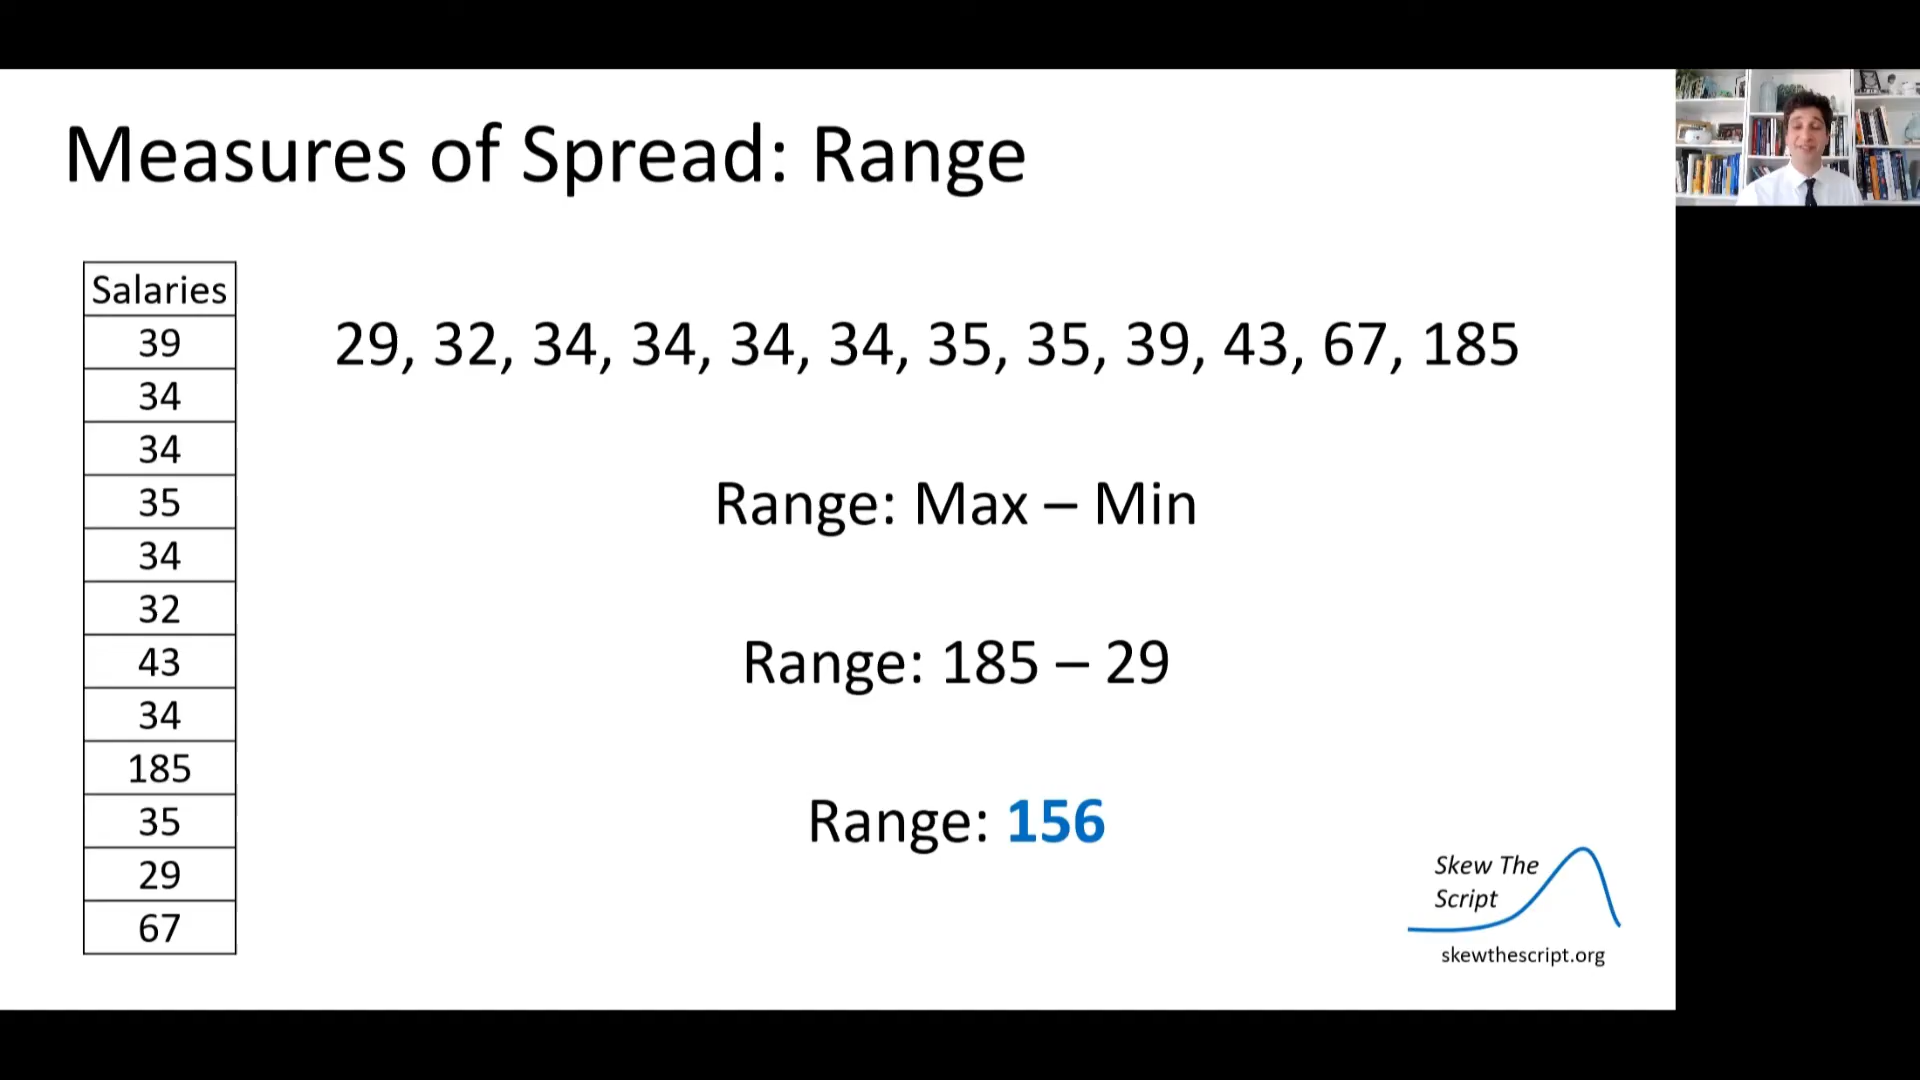 Measures of Spread: Range
Salaries
39
34
34
35
34
32
43
34
185
35
29
67
29, 32, 34, 34, 34, 34, 35, 35, 39, 43, 67, 185
Range: Max – Min
Range: 185 – 29
Range: 156
Skew The
Script
skewthescript.org